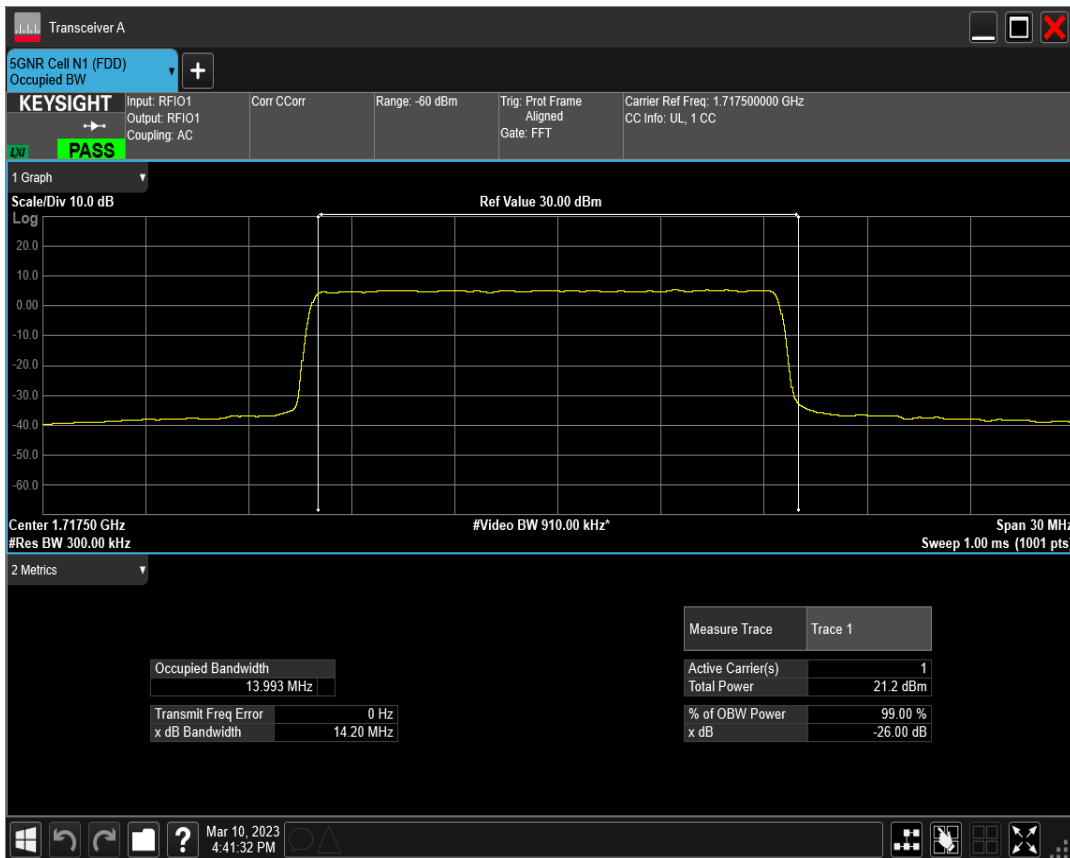 Transceiver A
5GNR Cell N1 (FDD)
Occupied BW
+
KEYSIGHT
LXI
PASS
Input: RFIO1
Output: RFIO1
Coupling: AC
Corr CCorr
Range: -60 dBm
Trig: Prot Frame
Aligned
Gate: FFT
Carrier Ref Freq: 1.717500000 GHz
CC Info: UL, 1 CC
1 Graph
Scale/Div 10.0 dB
Ref Value 30.00 dBm
Log
20.0
10.0
0.00
-10.0
-20.0
-30.0
-40.0
-50.0
-60.0
Center 1.71750 GHz
#Video BW 910.00 kHz*
Span 30 MHz
#Res BW 300.00 kHz
Sweep 1.00 ms (1001 pts)
2 Metrics
Measure Trace Trace 1
Occupied Bandwidth
13.993 MHz
Transmit Freq Error 0 Hz
x dB Bandwidth 14.20 MHz
Active Carrier(s) 1
Total Power 21.2 dBm
% of OBW Power 99.00 %
x dB -26.00 dB
?
Mar 10, 2023
4:41:32 PM